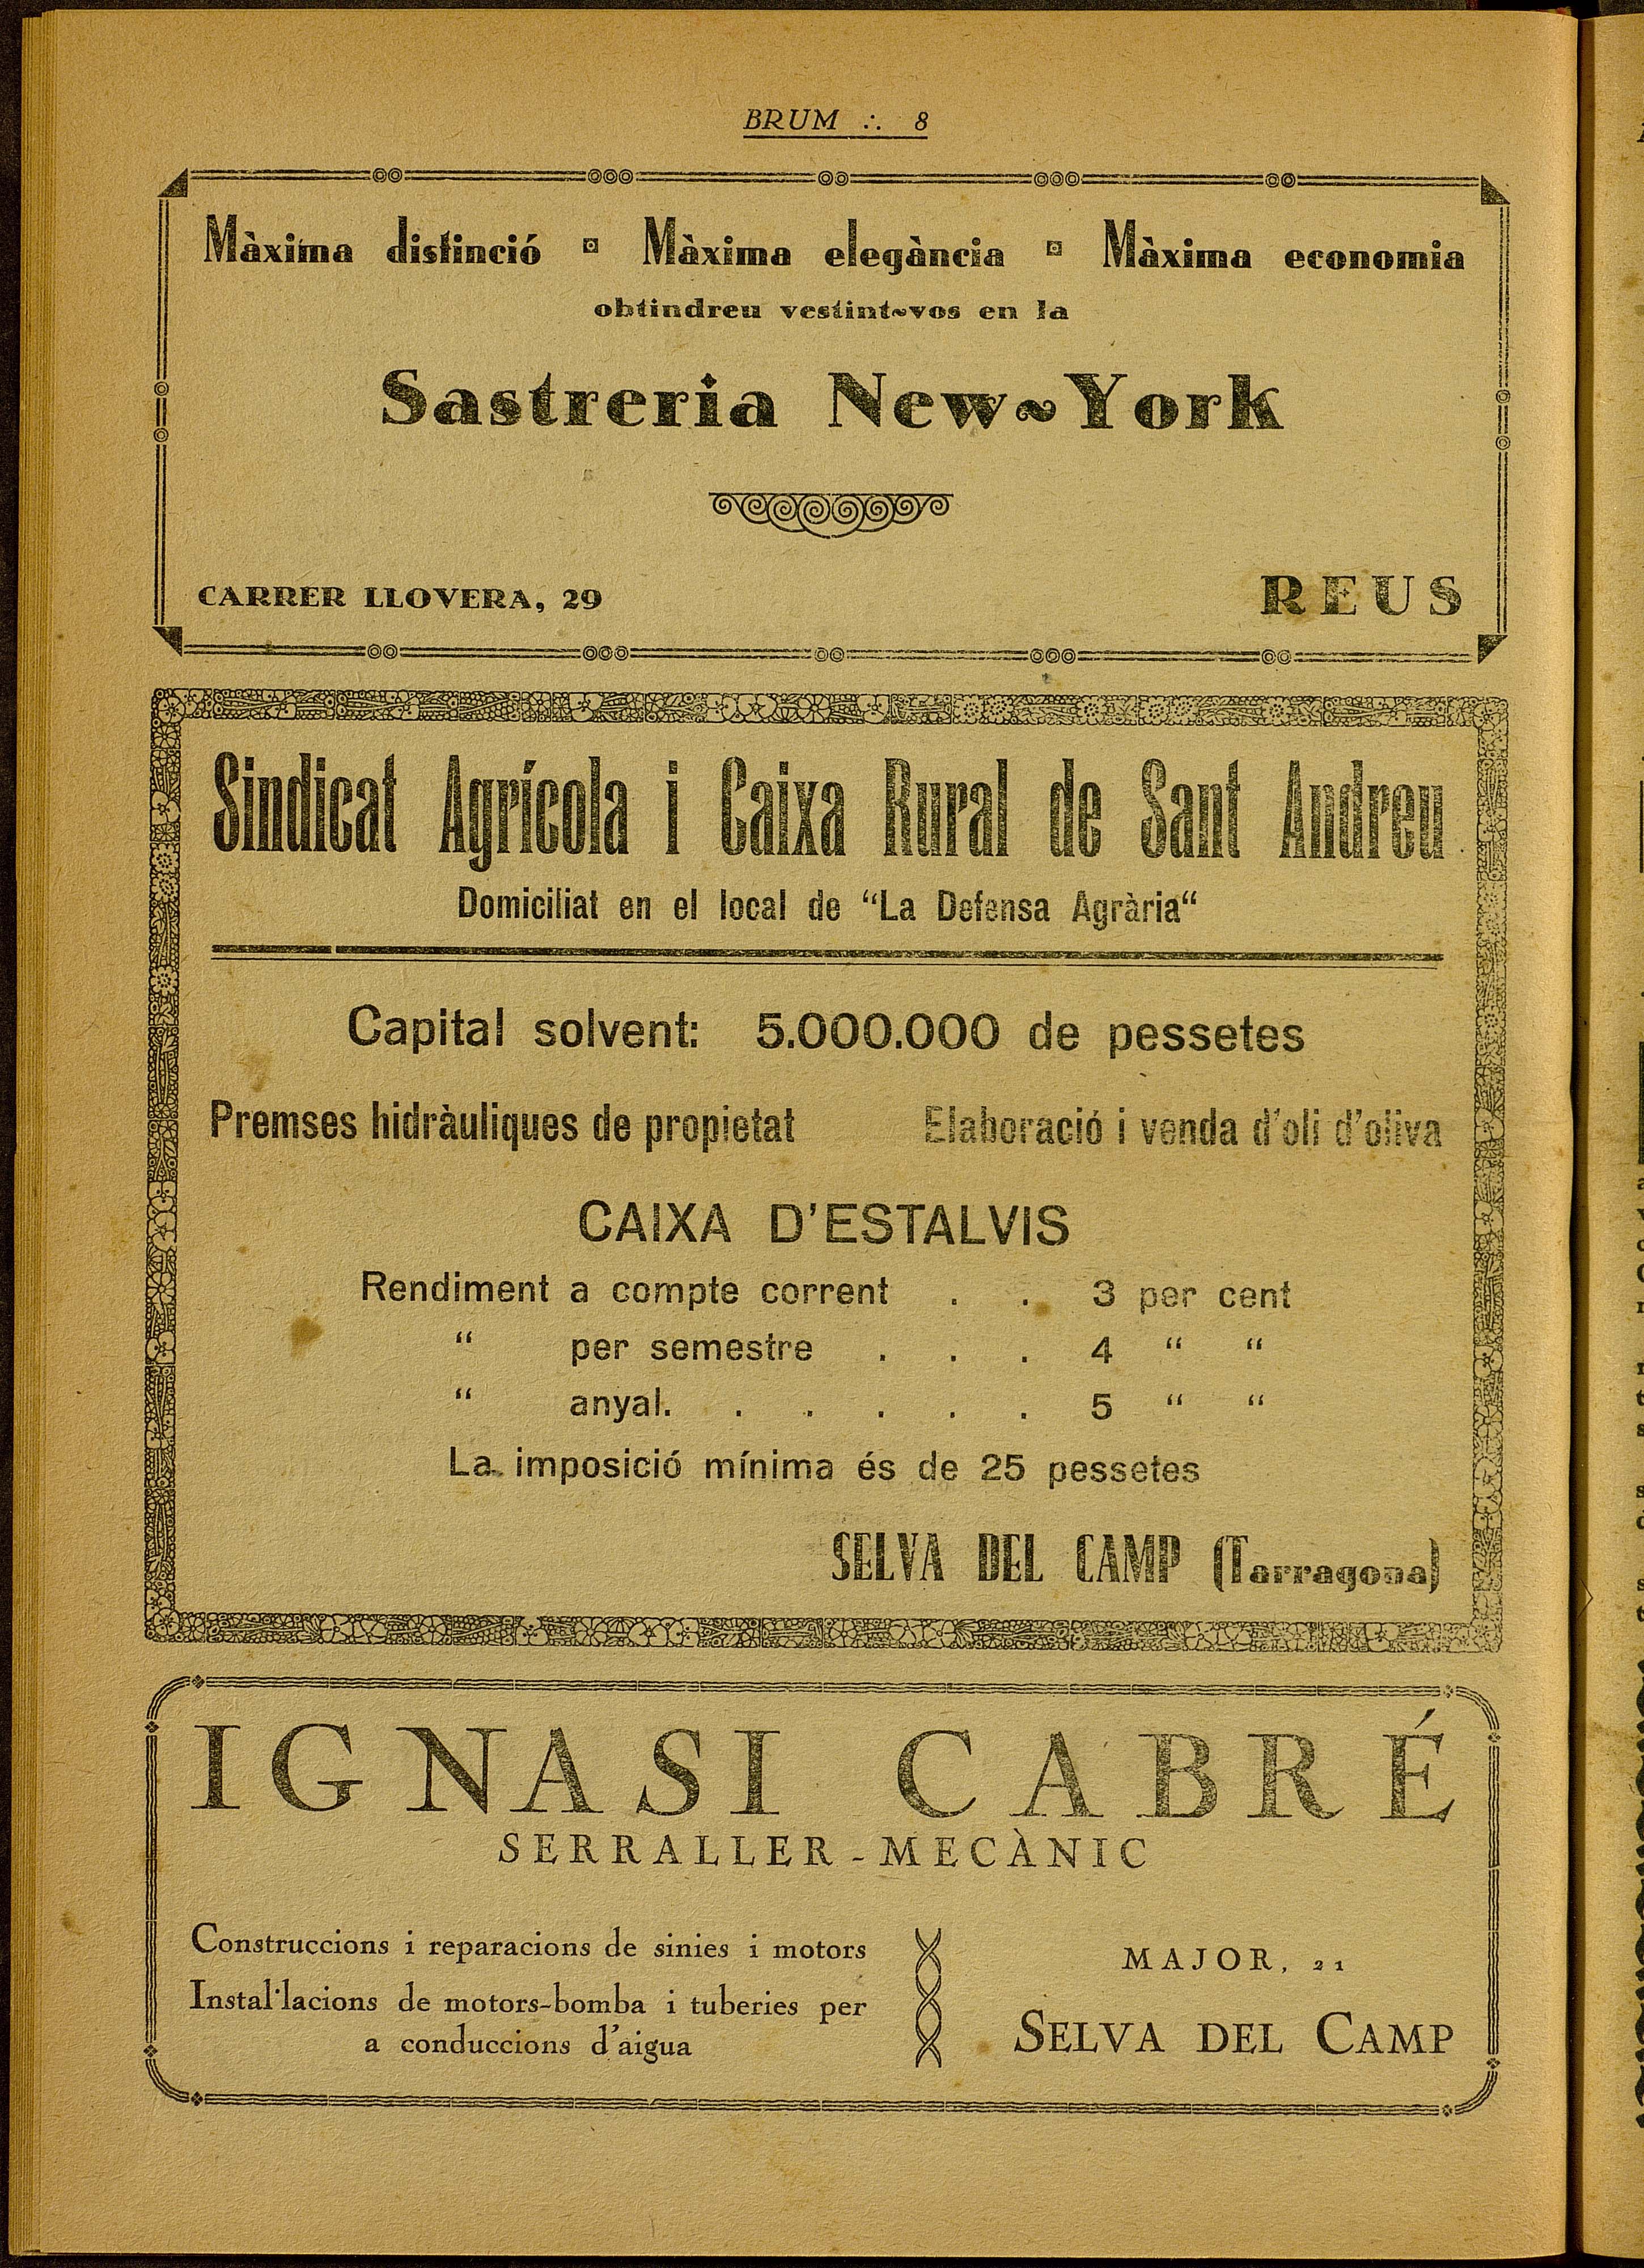 BRUM ∴ 8
Màxima distinció ▫ Màxima elegància ▫ Màxima economia
obtindreu vestint~vos en la
Sastreria New~York
CARRER LLOVERA, 29 REUS
Sindicat Agrícola i Caixa Rural de Sant Andreu
Domiciliat en el local de “La Defensa Agrària“
Capital solvent: 5.000.000 de pessetes
Premses hidràuliques de propietat Elaboració i venda d'oli d'oliva
CAIXA D'ESTALVIS
Rendiment a compte corrent . . 3 per cent
“ per semestre . . . 4 “ “
“ anyal. . . . . . 5 “ “
La imposició mínima és de 25 pessetes
SELVA DEL CAMP (Tarragona)
IGNASI CABRÉ
SERRALLER-MECÀNIC
Construccions i reparacions de sinies i motors
Instal·lacions de motors-bomba i tuberies per
a conduccions d'aigua
MAJOR, 21
SELVA DEL CAMP